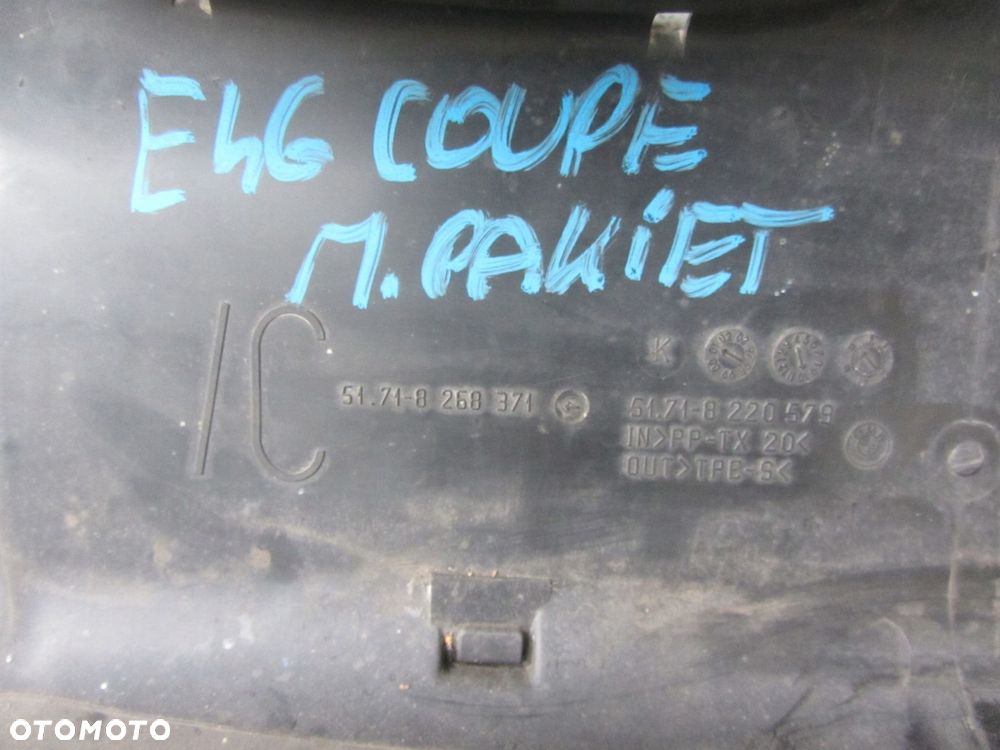 E46 COUPE
M.PAKiET
/C
K
51.71-8 268 371
51.71-8 220 579
IN>PP-TX 20<
OUT>TPE-S<
OTOMOTO